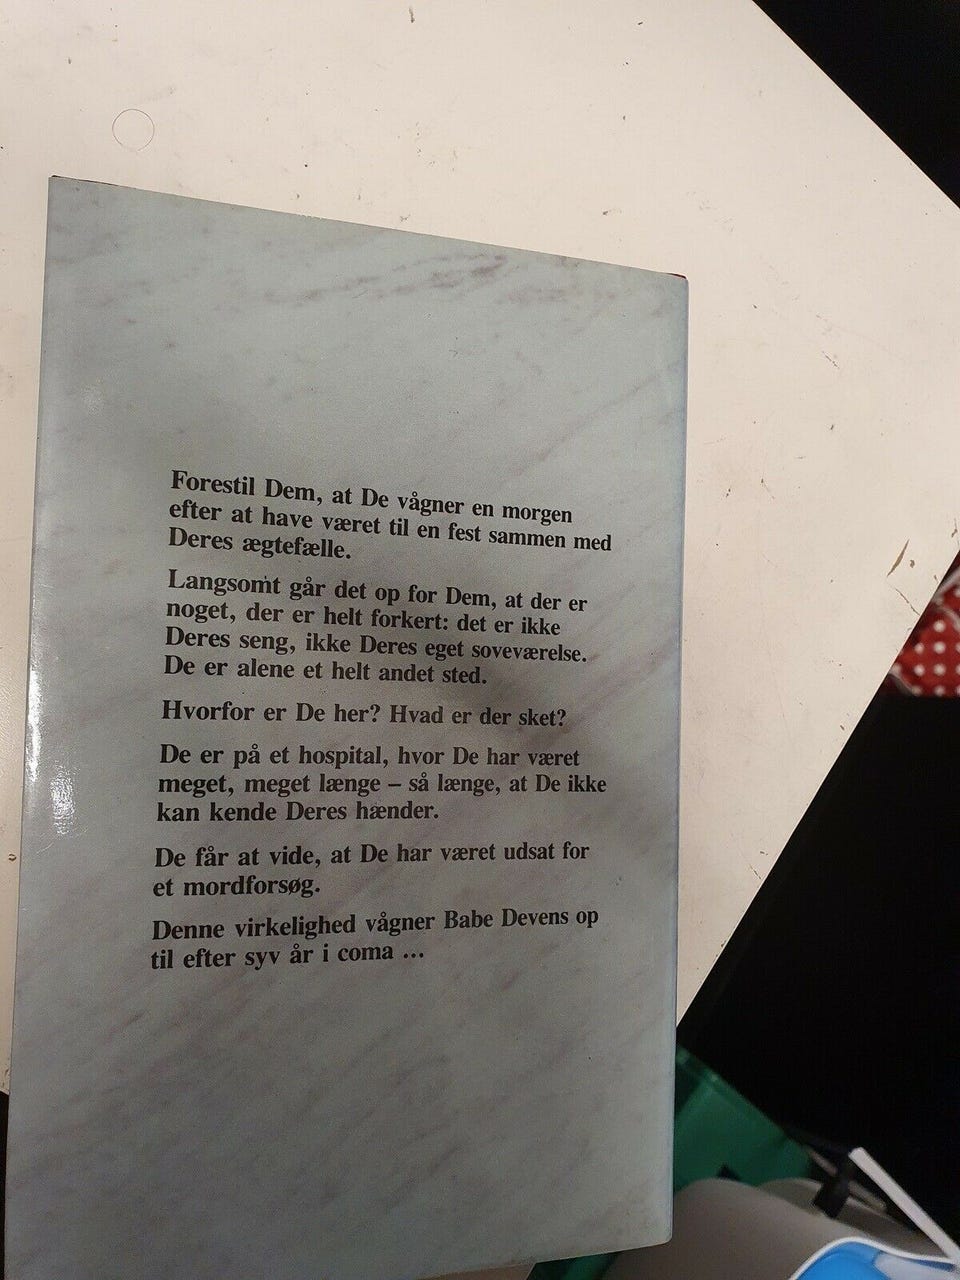 Forestil Dem, at De vågner en morgen
efter at have været til en fest sammen med
Deres ægtefælle.
Langsomt går det op for Dem, at der er
noget, der er helt forkert: det er ikke
Deres seng, ikke Deres eget soveværelse.
De er alene et helt andet sted.
Hvorfor er De her? Hvad er der sket?
De er på et hospital, hvor De har været
meget, meget længe – så længe, at De ikke
kan kende Deres hænder.
De får at vide, at De har været udsat for
et mordforsøg.
Denne virkelighed vågner Babe Devens op
til efter syv år i coma ...